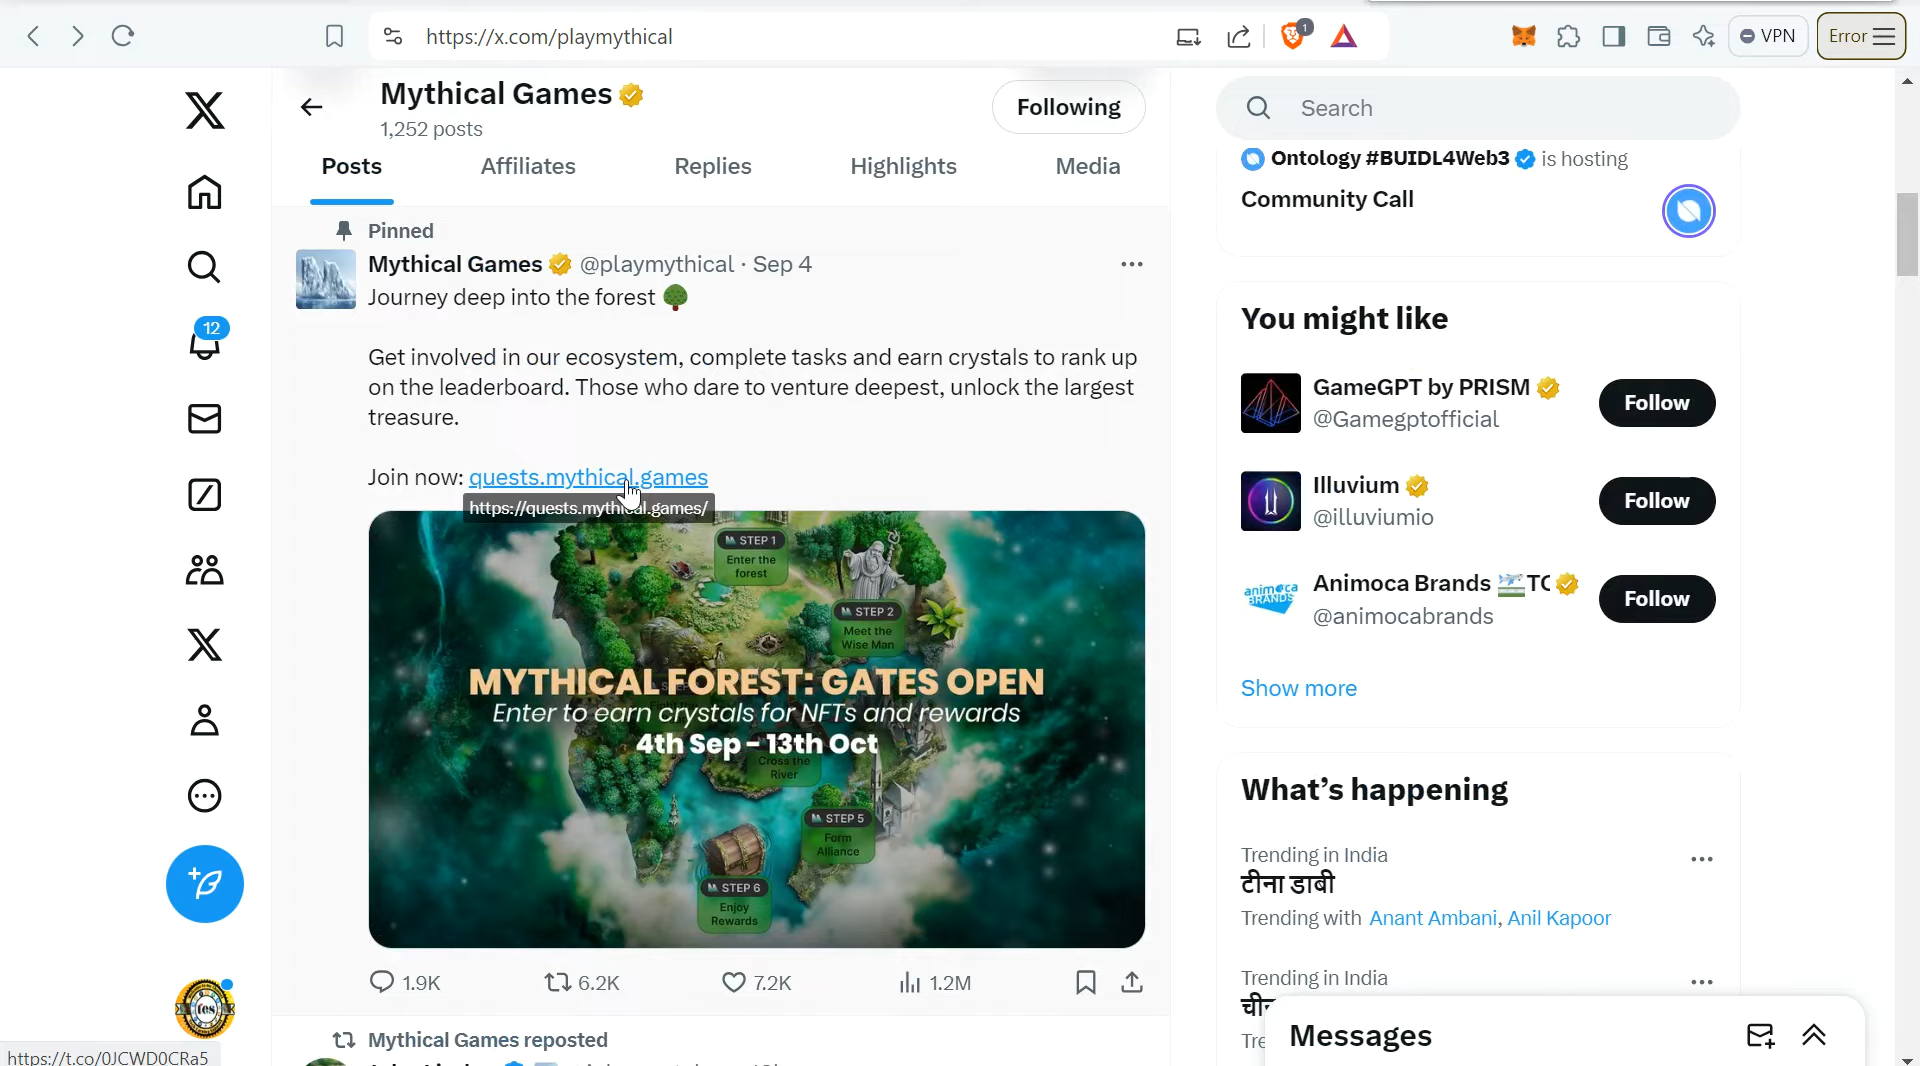 https://x.com/playmythical
1
VPN
Error
Mythical Games
1,252 posts
Following
Posts
Affiliates
Replies
Highlights
Media
Pinned
Mythical Games @playmythical · Sep 4
Journey deep into the forest
Get involved in our ecosystem, complete tasks and earn crystals to rank up
on the leaderboard. Those who dare to venture deepest, unlock the largest
treasure.
Join now: quests.mythical.games
https://quests.mythical.games/
STEP 1
Enter the
forest
STEP 2
Meet the
Wise Man
MYTHICAL FOREST: GATES OPEN
Enter to earn crystals for NFTs and rewards
4th Sep - 13th Oct
Cross the
River
STEP 5
Form
Alliance
STEP 6
Enjoy
Rewards
1.9K
6.2K
7.2K
1.2M
Mythical Games reposted
12
fes
https://t.co/0JCWD0CRa5
Search
Ontology #BUIDL4Web3 is hosting
Community Call
You might like
GameGPT by PRISM
@Gamegptofficial
Follow
Illuvium
@illuviumio
Follow
animoca
BRANDS
Animoca Brands
@animocabrands
Follow
Show more
What's happening
Trending in India
टीना डाबी
Trending with Anant Ambani, Anil Kapoor
Trending in India
Messages